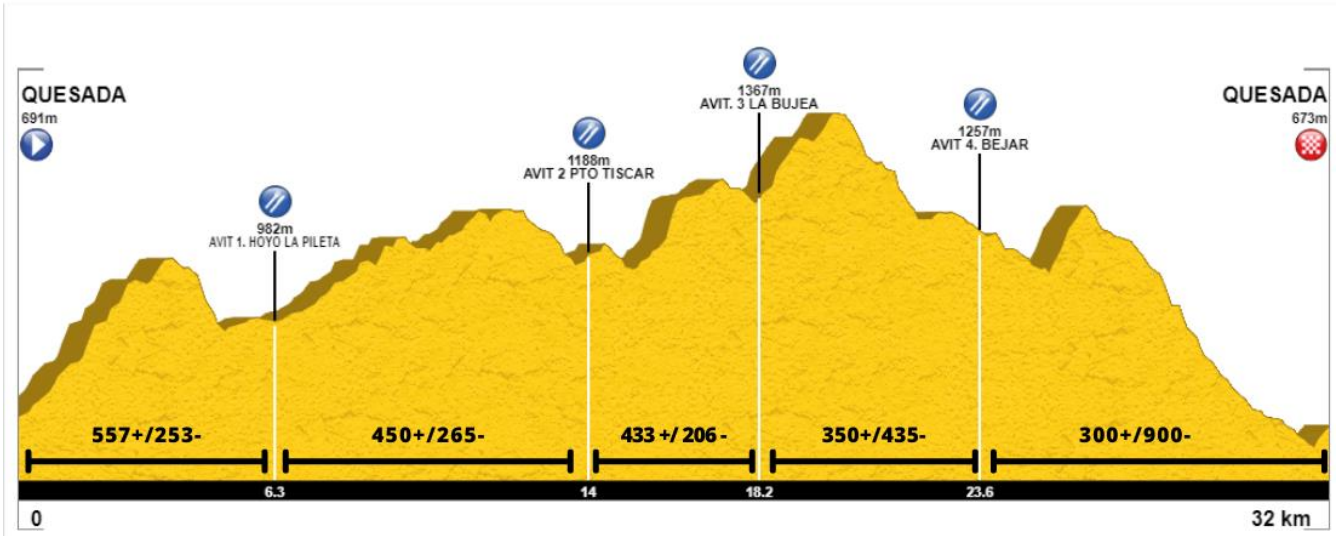 QUESADA
691m
982m
AVIT 1. HOYO LA PILETA
1188m
AVIT 2 PTO TISCAR
1367m
AVIT. 3 LA BUJEA
1257m
AVIT 4. BEJAR
QUESADA
673m
557+/253-
450+/265-
433+/206-
350+/435-
300+/900-
6.3
14
18.2
23.6
0
32 km